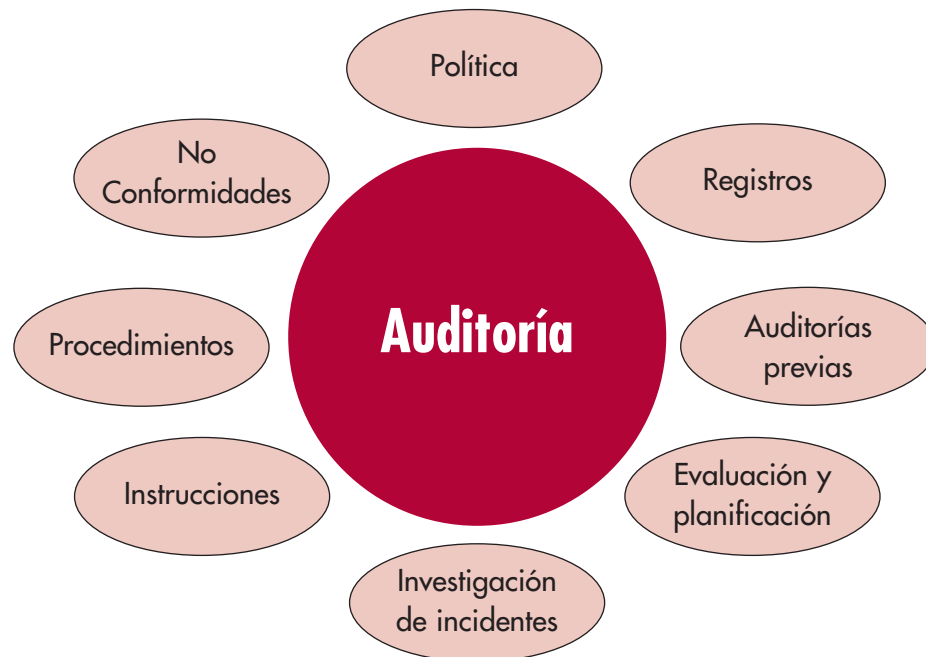 Política
No
Conformidades
Registros
Auditoría
Procedimientos
Auditorías
previas
Instrucciones
Evaluación y
planificación
Investigación
de incidentes